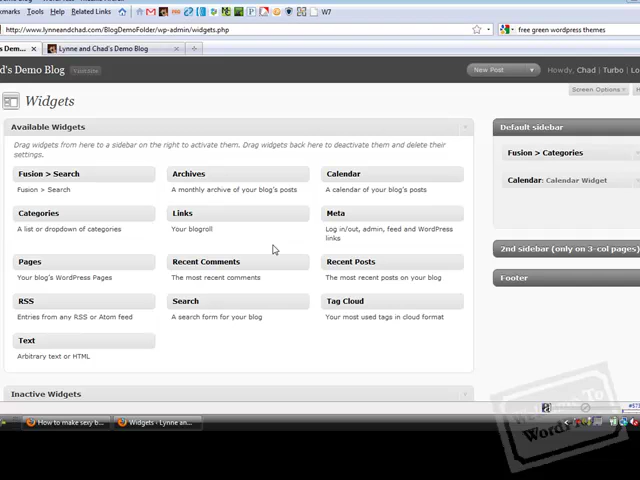 kmarks Tools Help Related Links W7
http://www.lynneandchad.com/BlogDemoFolder/wp-admin/widgets.php
free green wordpress themes
s Dem... x Lynne and Chad's Demo Blog
d's Demo Blog
New Post
Howdy, Chad | Turbo | Lo
Screen Options
H
Widgets
Available Widgets
Drag widgets from here to a sidebar on the right to activate them. Drag widgets back here to deactivate them and delete their
settings.
Fusion > Search Archives Calendar
Fusion > Search A monthly archive of your blog's posts A calendar of your blog's posts
Categories Links Meta
A list or dropdown of categories Your blogroll Log in/out, admin, feed and WordPress
links
Pages Recent Comments Recent Posts
Your blog's WordPress Pages The most recent comments The most recent posts on your blog
RSS Search Tag Cloud
Entries from any RSS or Atom feed A search form for your blog Your most used tags in cloud format
Text
Arbitrary text or HTML
Inactive Widgets
Default sidebar
Fusion > Categories
Calendar: Calendar Widget
2nd sidebar (only on 3-col pages)
Footer
How to make sexy b... Widgets ‹ Lynne an...